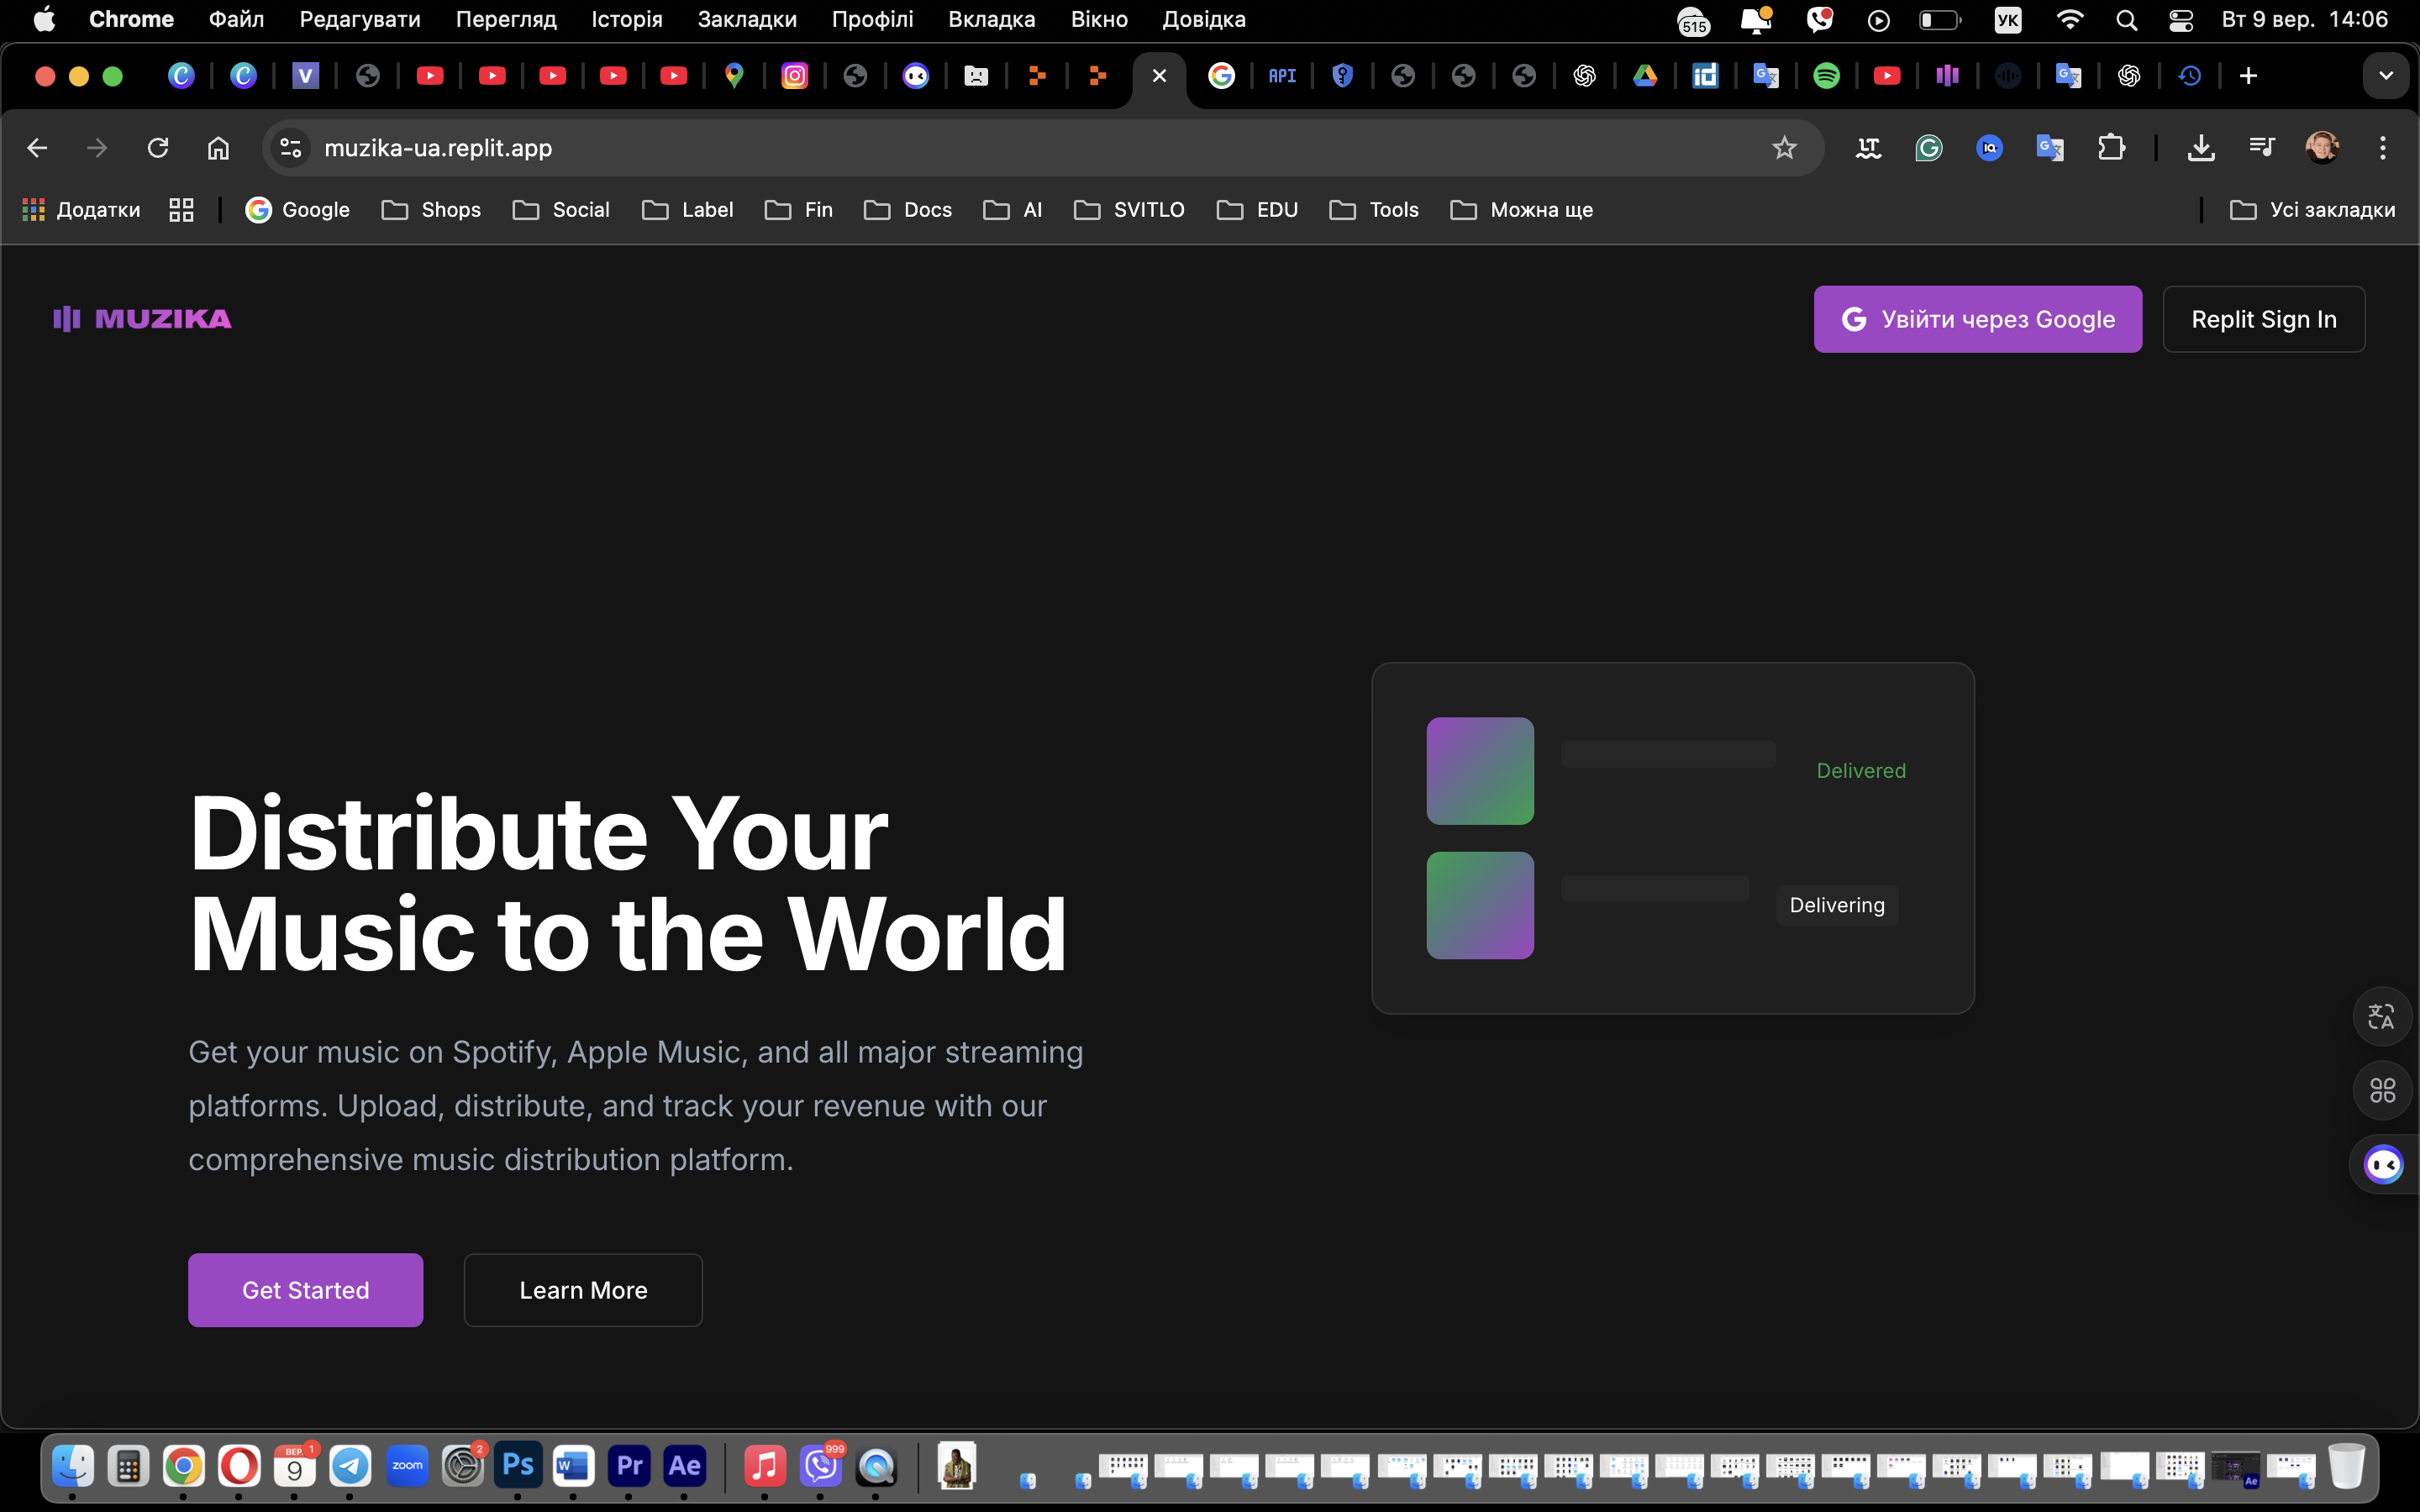 Chrome Файл Редагувати Перегляд Історія Закладки Профілі Вкладка Вікно Довідка
515 УК Вт 9 вер. 14:06
muzika-ua.replit.app
Додатки Google Shops Social Label Fin Docs AI SVITLO EDU Tools Можна ще Усі закладки
MUZIKA
Увійти через Google
Replit Sign In
Delivered
Delivering
Distribute Your
Music to the World
Get your music on Spotify, Apple Music, and all major streaming
platforms. Upload, distribute, and track your revenue with our
comprehensive music distribution platform.
Get Started
Learn More
ВЕР. 1
9
zoom
2
Ps
W
Pr
Ae
999
Ae
API